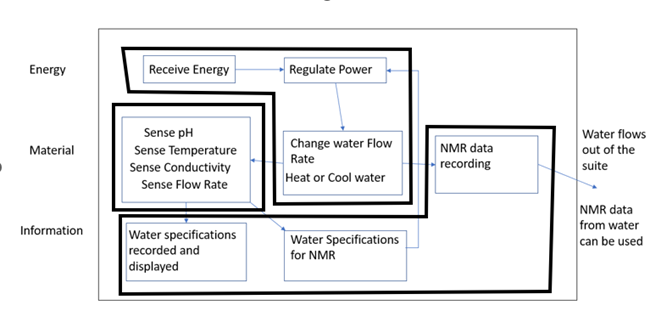 Energy
Receive Energy
Regulate Power
Material
Sense pH
Sense Temperature
Sense Conductivity
Sense Flow Rate
Change water Flow
Rate
Heat or Cool water
NMR data
recording
Water flows
out of the
suite
NMR data
from water
can be used
Information
Water specifications
recorded and
displayed
Water Specifications
for NMR